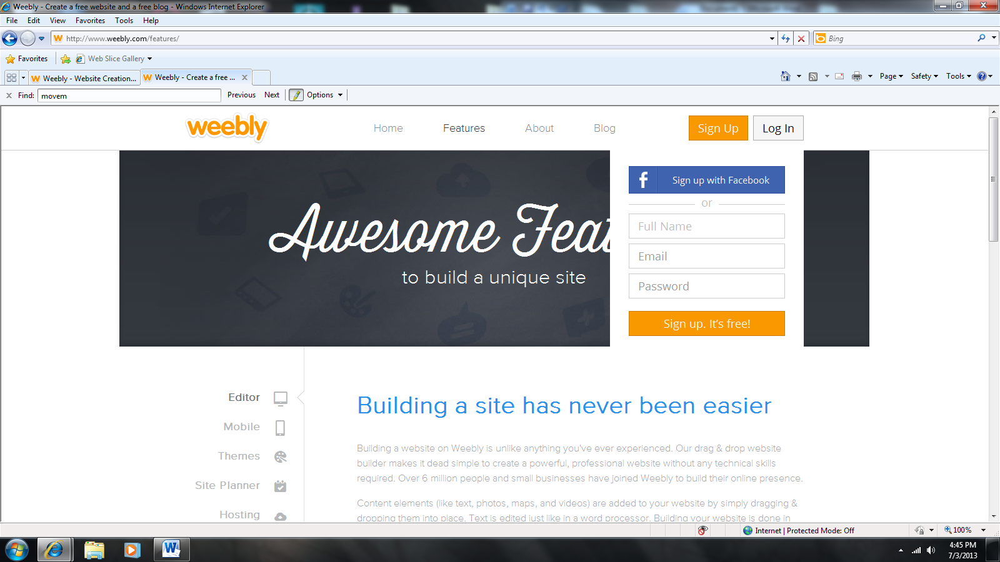 Weebly - Create a free website and a free blog - Windows Internet Explorer
File Edit View Favorites Tools Help
http://www.weebly.com/features/
Bing
Favorites Web Slice Gallery
Weebly - Website Creation...
Weebly - Create a free ...
Page Safety Tools
Find: movem Previous Next Options
weebly Home Features About Blog Sign Up Log In
f Sign up with Facebook
or
Full Name
Email
Password
Sign up. It's free!
Awesome Feat
to build a unique site
Editor
Mobile
Themes
Site Planner
Hosting
Building a site has never been easier
Building a website on Weebly is unlike anything you've ever experienced. Our drag & drop website
builder makes it dead simple to create a powerful, professional website without any technical skills
required. Over 6 million people and small businesses have joined Weebly to build their online presence.
Content elements (like text, photos, maps, and videos) are added to your website by simply dragging &
dropping them into place. Text is edited just like in a word processor. Building your website is done in
Internet | Protected Mode: Off 100%
4:45 PM
7/3/2013